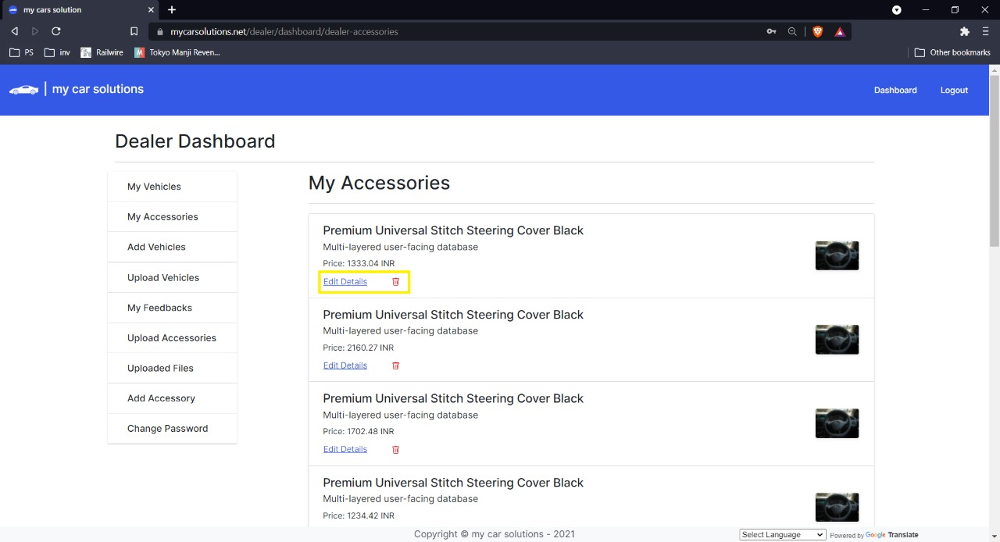 my cars solution
mycarsolutions.net/dealer/dashboard/dealer-accessories
PS
inv
Railwire
M
Tokyo Manji Reven...
Other bookmarks
my car solutions
Dashboard
Logout
Dealer Dashboard
My Vehicles
My Accessories
Add Vehicles
Upload Vehicles
My Feedbacks
Upload Accessories
Uploaded Files
Add Accessory
Change Password
My Accessories
Premium Universal Stitch Steering Cover Black
Multi-layered user-facing database
Price: 1333.04 INR
Edit Details
Premium Universal Stitch Steering Cover Black
Multi-layered user-facing database
Price: 2160.27 INR
Edit Details
Premium Universal Stitch Steering Cover Black
Multi-layered user-facing database
Price: 1702.48 INR
Edit Details
Premium Universal Stitch Steering Cover Black
Multi-layered user-facing database
Price: 1234.42 INR
Copyright © my car solutions - 2021
Select Language
Powered by Google Translate